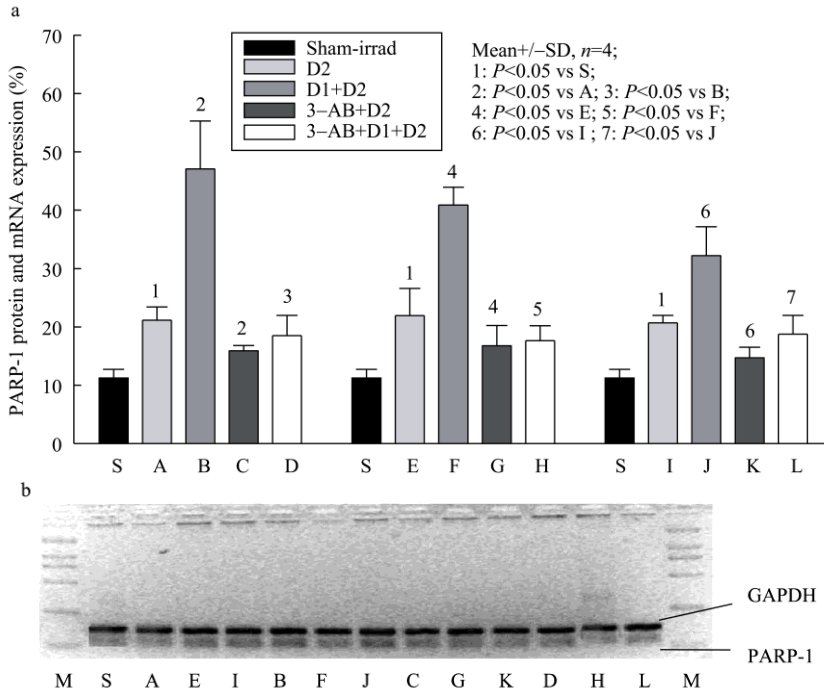 a
PARP-1 protein and mRNA expression (%)
70
60
50
40
30
20
10
0
Sham-irrad
D2
D1+D2
3−AB+D2
3−AB+D1+D2
Mean+/−SD, n=4;
1: P<0.05 vs S;
2: P<0.05 vs A; 3: P<0.05 vs B;
4: P<0.05 vs E; 5: P<0.05 vs F;
6: P<0.05 vs I ; 7: P<0.05 vs J
1 2 2 3 1 4 4 5 1 6 6 7
S A B C D S E F G H S I J K L
b
GAPDH
PARP-1
M S A E I B F J C G K D H L M